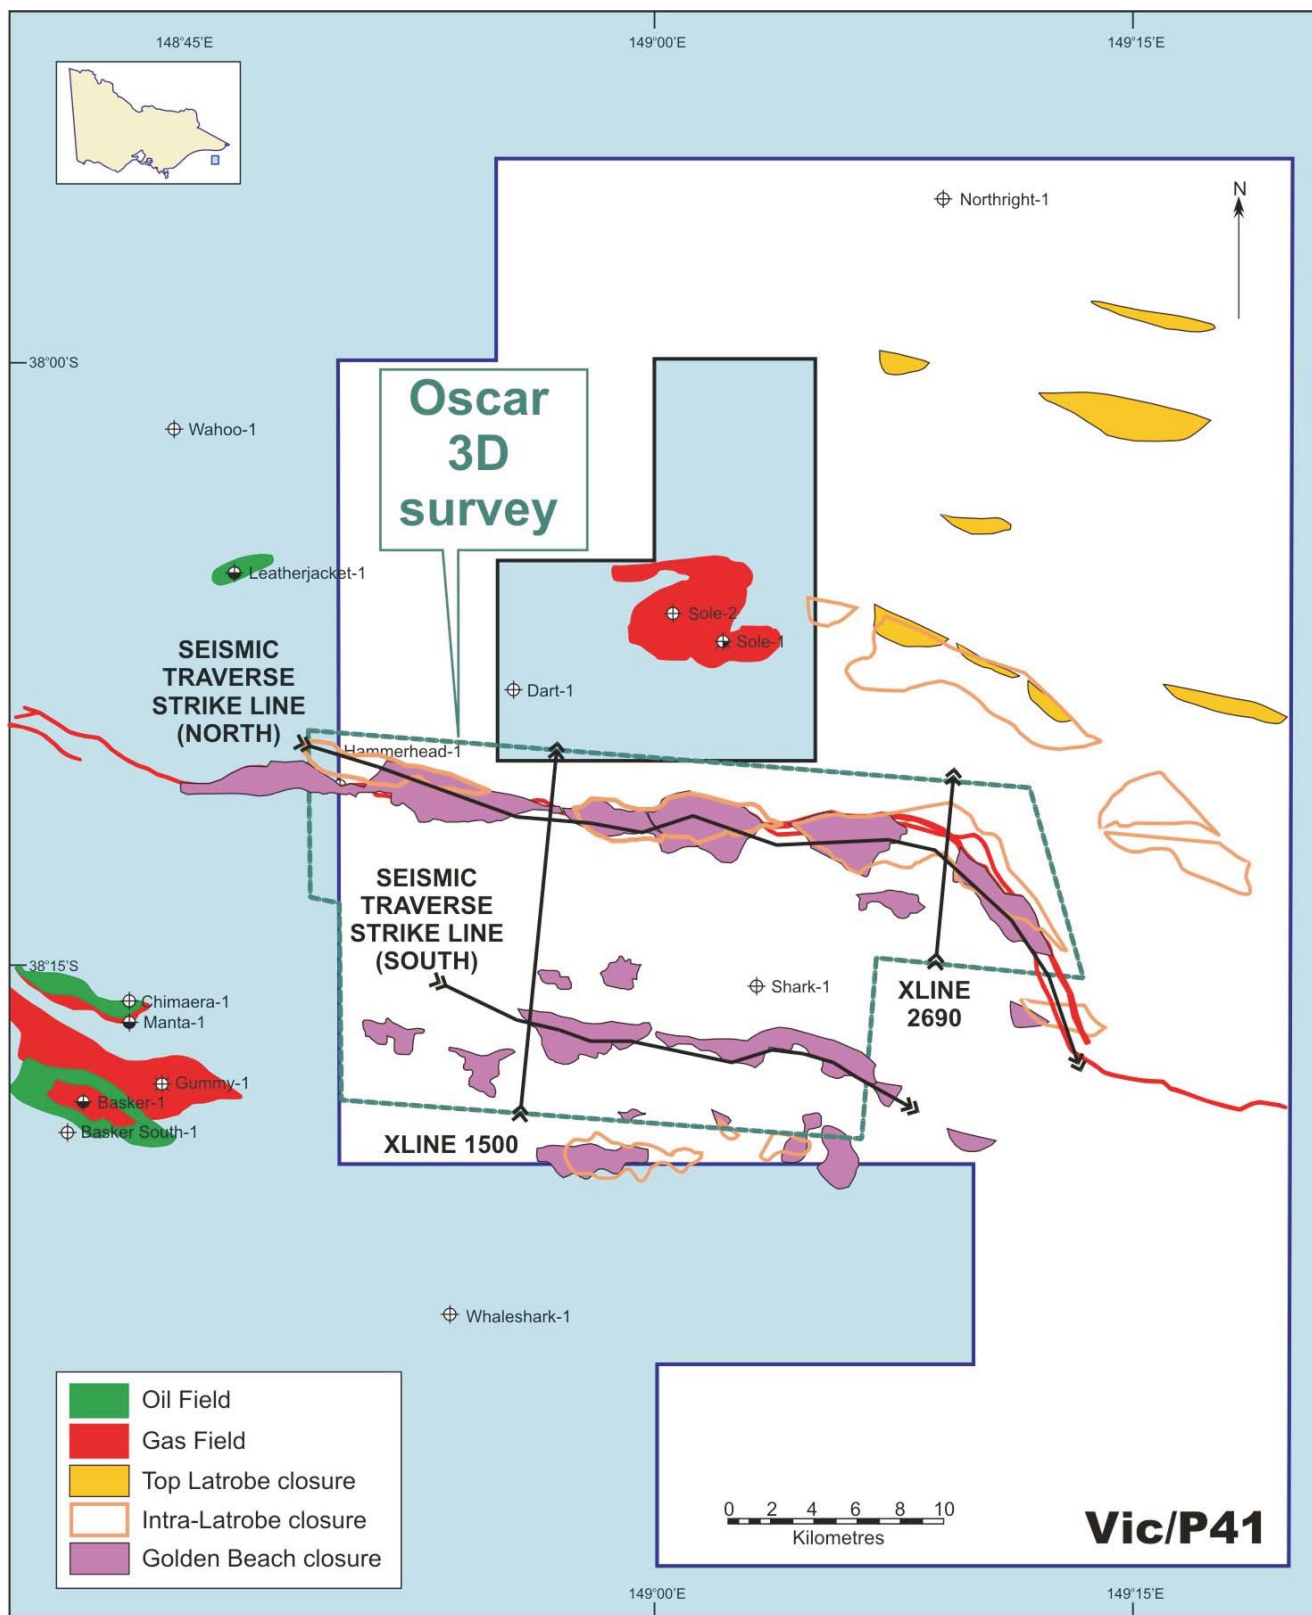 148°45'E
149°00'E
149°15'E
N
Northright-1
38°00'S
Oscar
3D
survey
Wahoo-1
Leatherjacket-1
Sole-2
Sole-1
SEISMIC
TRAVERSE
STRIKE LINE
(NORTH)
Dart-1
Hammerhead-1
SEISMIC
TRAVERSE
STRIKE LINE
(SOUTH)
38°15'S
Shark-1
XLINE
2690
Chimaera-1
Manta-1
Gummy-1
Basker-1
Basker South-1
XLINE 1500
Whaleshark-1
Oil Field
Gas Field
Top Latrobe closure
Intra-Latrobe closure
Golden Beach closure
0 2 4 6 8 10
Kilometres
Vic/P41
149°00'E
149°15'E